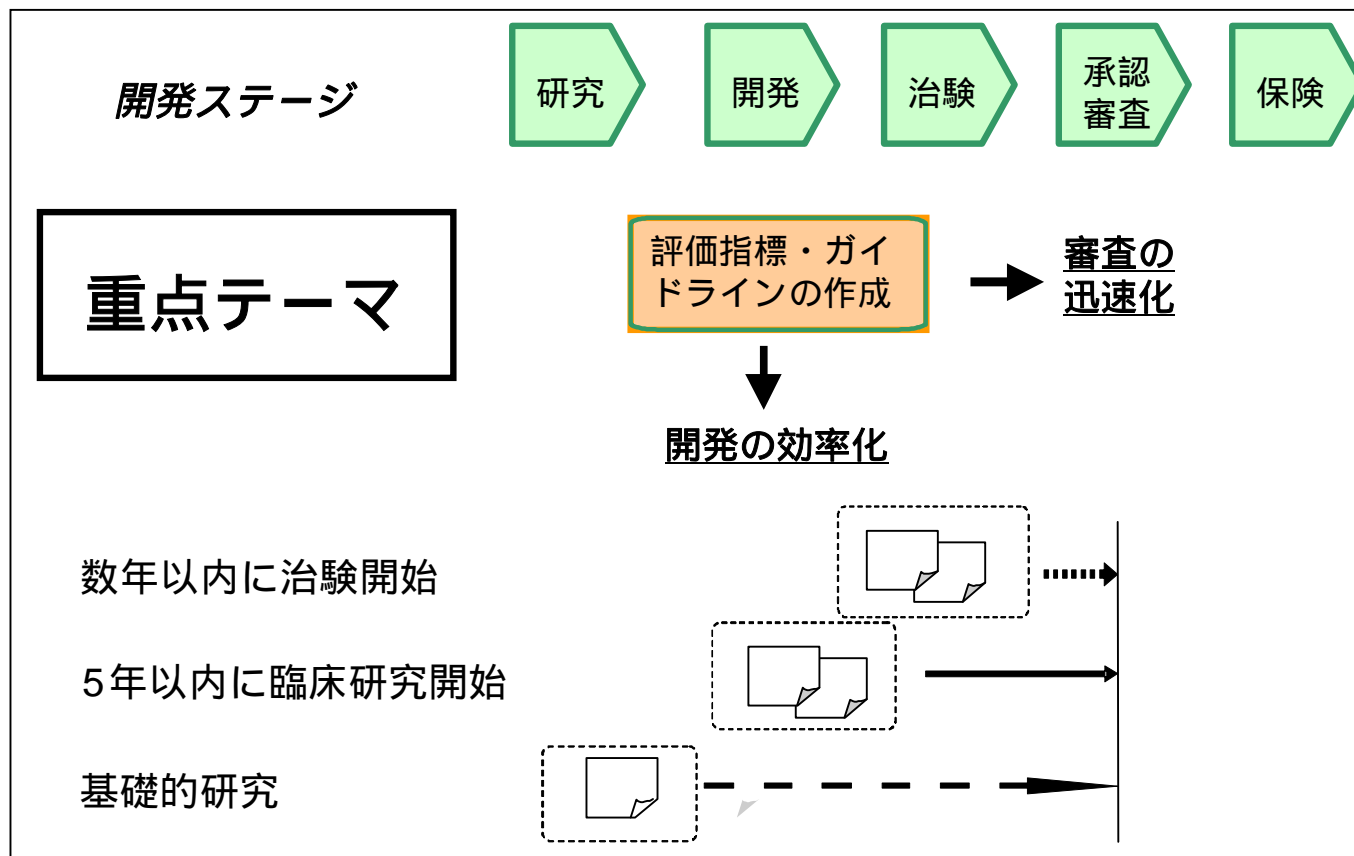 開発ステージ
研究
開発
治験
承認
審査
保険
重点テーマ
評価指標・ガイ
ドラインの作成
審査の
迅速化
開発の効率化
数年以内に治験開始
5年以内に臨床研究開始
基礎的研究